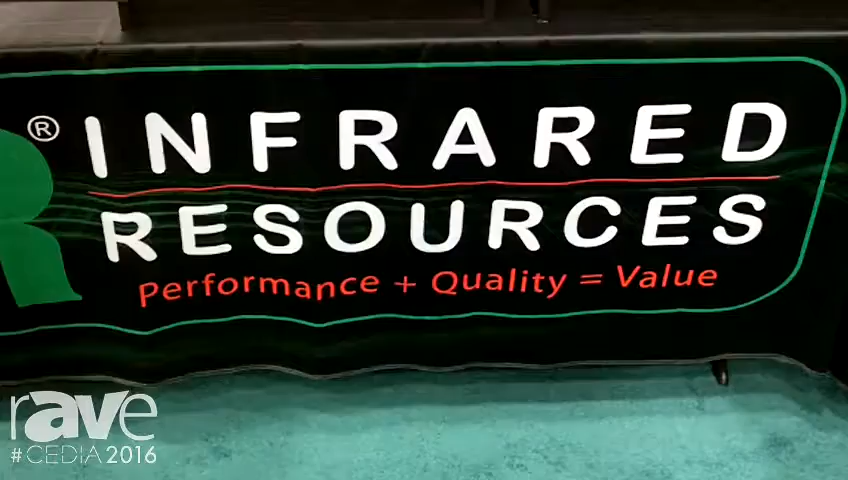 ® INFRARED
RESOURCES
Performance + Quality = Value
rAVe
#CEDIA2016